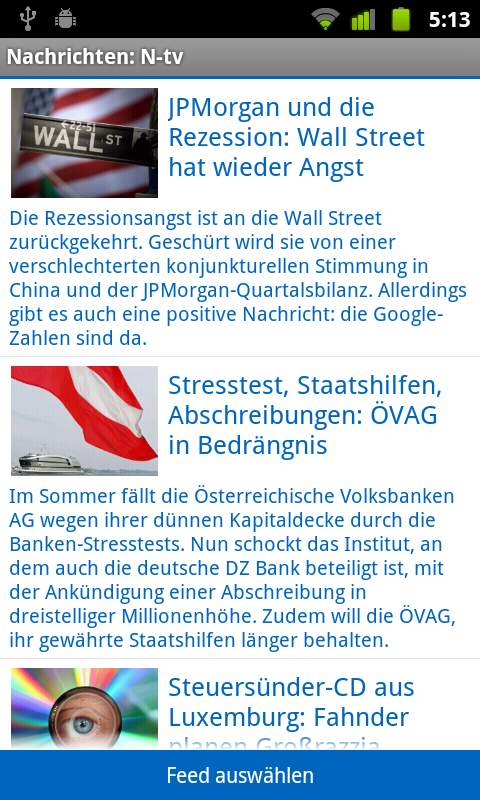 5:13
Nachrichten: N-tv
22-51
WALL ST
JPMorgan und die
Rezession: Wall Street
hat wieder Angst
Die Rezessionsangst ist an die Wall Street
zurückgekehrt. Geschürt wird sie von einer
verschlechterten konjunkturellen Stimmung in
China und der JPMorgan-Quartalsbilanz. Allerdings
gibt es auch eine positive Nachricht: die Google-
Zahlen sind da.
Stresstest, Staatshilfen,
Abschreibungen: ÖVAG
in Bedrängnis
Im Sommer fällt die Österreichische Volksbanken
AG wegen ihrer dünnen Kapitaldecke durch die
Banken-Stresstests. Nun schockt das Institut, an
dem auch die deutsche DZ Bank beteiligt ist, mit
der Ankündigung einer Abschreibung in
dreistelliger Millionenhöhe. Zudem will die ÖVAG,
ihr gewährte Staatshilfen länger behalten.
Steuersünder-CD aus
Luxemburg: Fahnder
planen Großrazzia
Feed auswählen